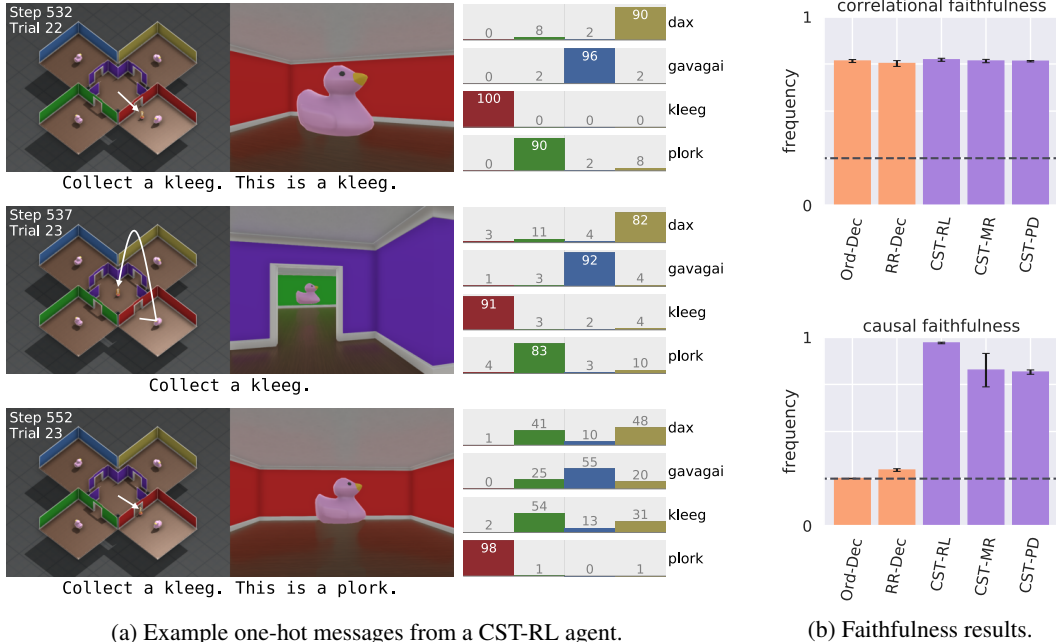 Step 532
Trial 22
0 8 2 90 dax
0 2 96 2 gavagai
100 0 0 0 kleeg
0 90 2 8 plork
Collect a kleeg. This is a kleeg.
Step 537
Trial 23
3 11 4 82 dax
1 3 92 4 gavagai
91 3 2 4 kleeg
4 83 3 10 plork
Collect a kleeg.
Step 552
Trial 23
1 41 10 48 dax
0 25 55 20 gavagai
2 54 13 31 kleeg
98 1 0 1 plork
Collect a kleeg. This is a plork.
(a) Example one-hot messages from a CST-RL agent.
correlational faithfulness
1
frequency
0
Ord-Dec
RR-Dec
CST-RL
CST-MR
CST-PD
causal faithfulness
1
frequency
0
Ord-Dec
RR-Dec
CST-RL
CST-MR
CST-PD
(b) Faithfulness results.